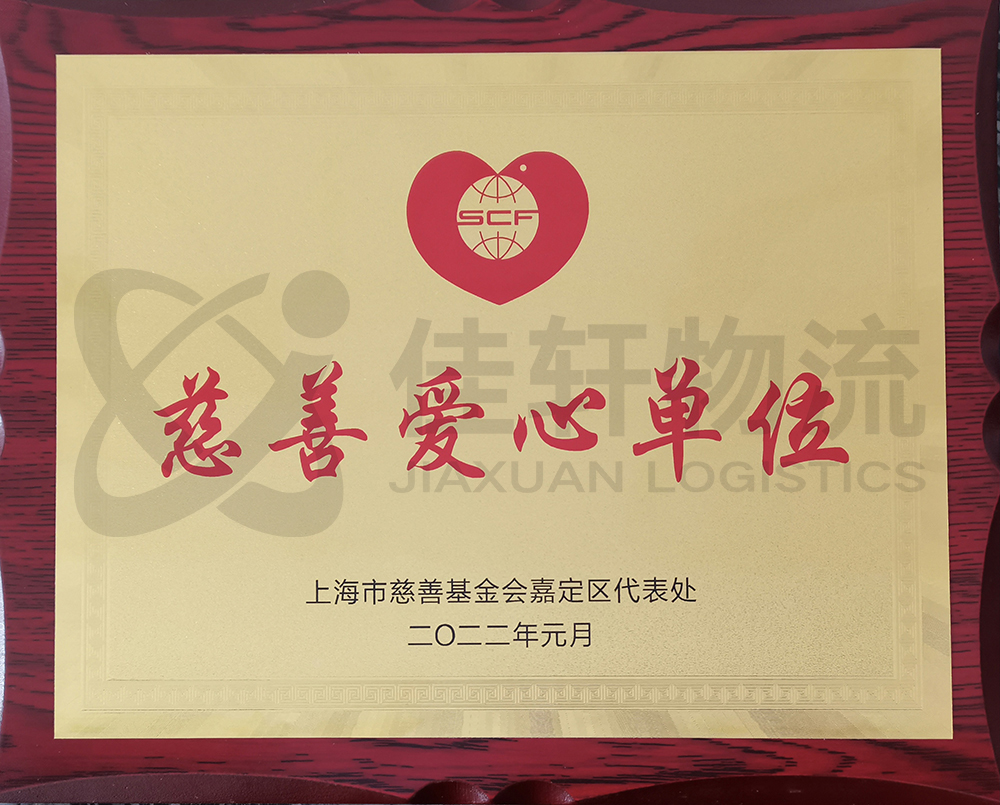 SCF
佳轩物流
慈善爱心单位
JIAXUAN LOGISTICS
上海市慈善基金会嘉定区代表处
二〇二二年元月